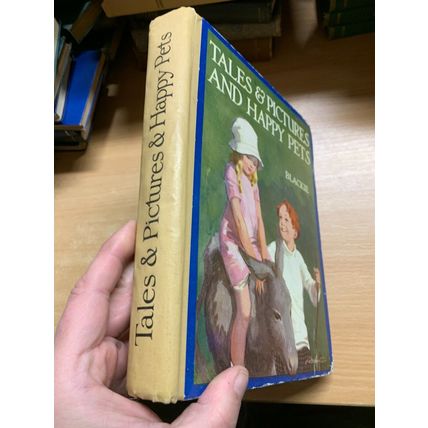 Tales & Pictures & Happy Pets
TALES & PICTURES
AND HAPPY PETS
BLACKIE